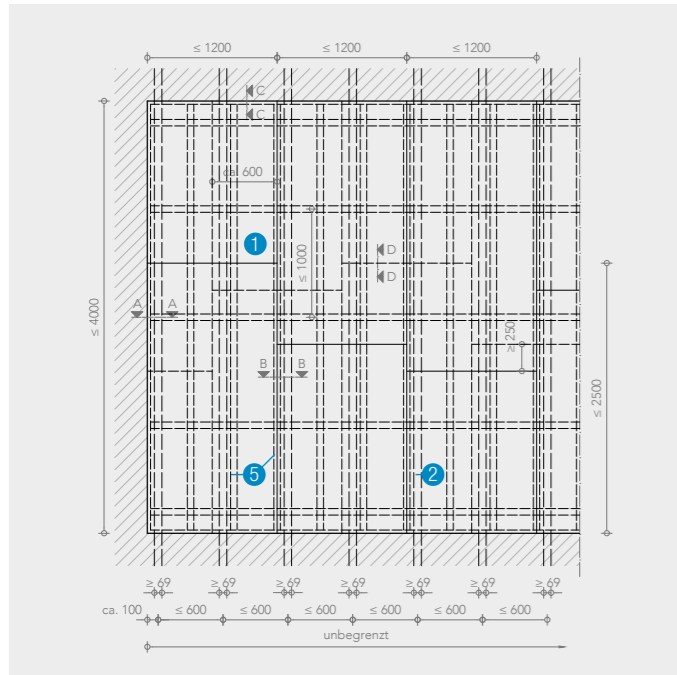 ≤ 1200 ≤ 1200 ≤ 1200
C
C
ca. 600
1
≤ 1000
D
D
A A
≤ 4000
≥ 250
B B
≤ 2500
5 2
≥ 69 ≥ 69 ≥ 69 ≥ 69 ≥ 69 ≥ 69 ≥ 69
ca. 100 ≤ 600 ≤ 600 ≤ 600 ≤ 600 ≤ 600 ≤ 600
unbegrenzt